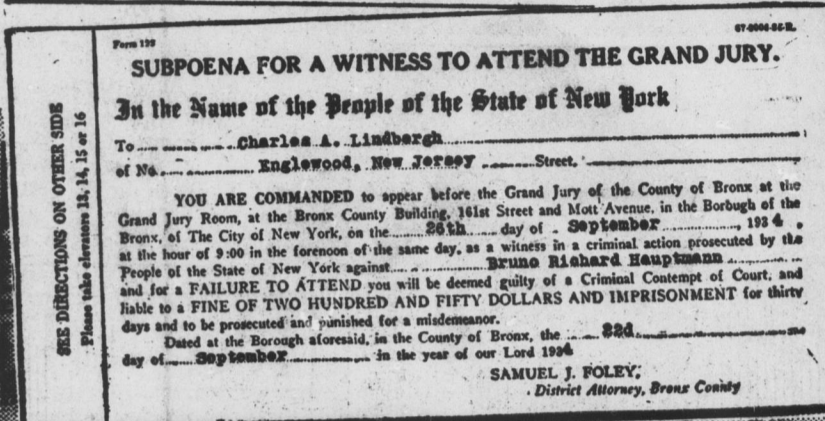 Form 122
67-2004-34-R.
SUBPOENA FOR A WITNESS TO ATTEND THE GRAND JURY.
In the Name of the People of the State of New York
To Charles A. Lindbergh
of No. Englewood, New Jersey Street,
YOU ARE COMMANDED to appear before the Grand Jury of the County of Bronx at the
Grand Jury Room, at the Bronx County Building, 161st Street and Mott Avenue, in the Borough of the
Bronx, of The City of New York, on the 26th day of September, 1934,
at the hour of 9:00 in the forenoon of the same day, as a witness in a criminal action prosecuted by the
People of the State of New York against Bruno Richard Hauptmann
and for a FAILURE TO ATTEND you will be deemed guilty of a Criminal Contempt of Court, and
liable to a FINE OF TWO HUNDRED AND FIFTY DOLLARS AND IMPRISONMENT for thirty
days and to be prosecuted and punished for a misdemeanor.
Dated at the Borough aforesaid, in the County of Bronx, the 22d
day of September in the year of our Lord 1934
SAMUEL J. FOLEY,
District Attorney, Bronx County
SEE DIRECTIONS ON OTHER SIDE
Please take elevators 13, 14, 15 or 16